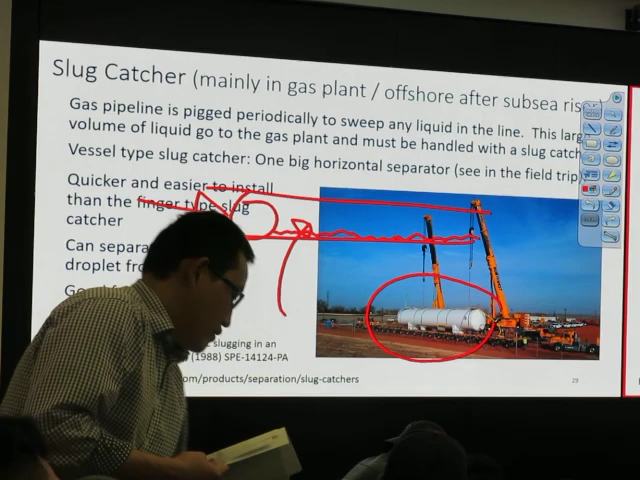 Slug Catcher (mainly in gas plant / offshore after subsea ris
Gas pipeline is pigged periodically to sweep any liquid in the line. This larg
volume of liquid go to the gas plant and must be handled with a slug catch
Vessel type slug catcher: One big horizontal separator (see in the field trip
Quicker and easier to install
than the finger type slug
catcher
Can separa
droplet fro
slugging in an
(1988) SPE-14124-PA
om/products/separation/slug-catchers
29